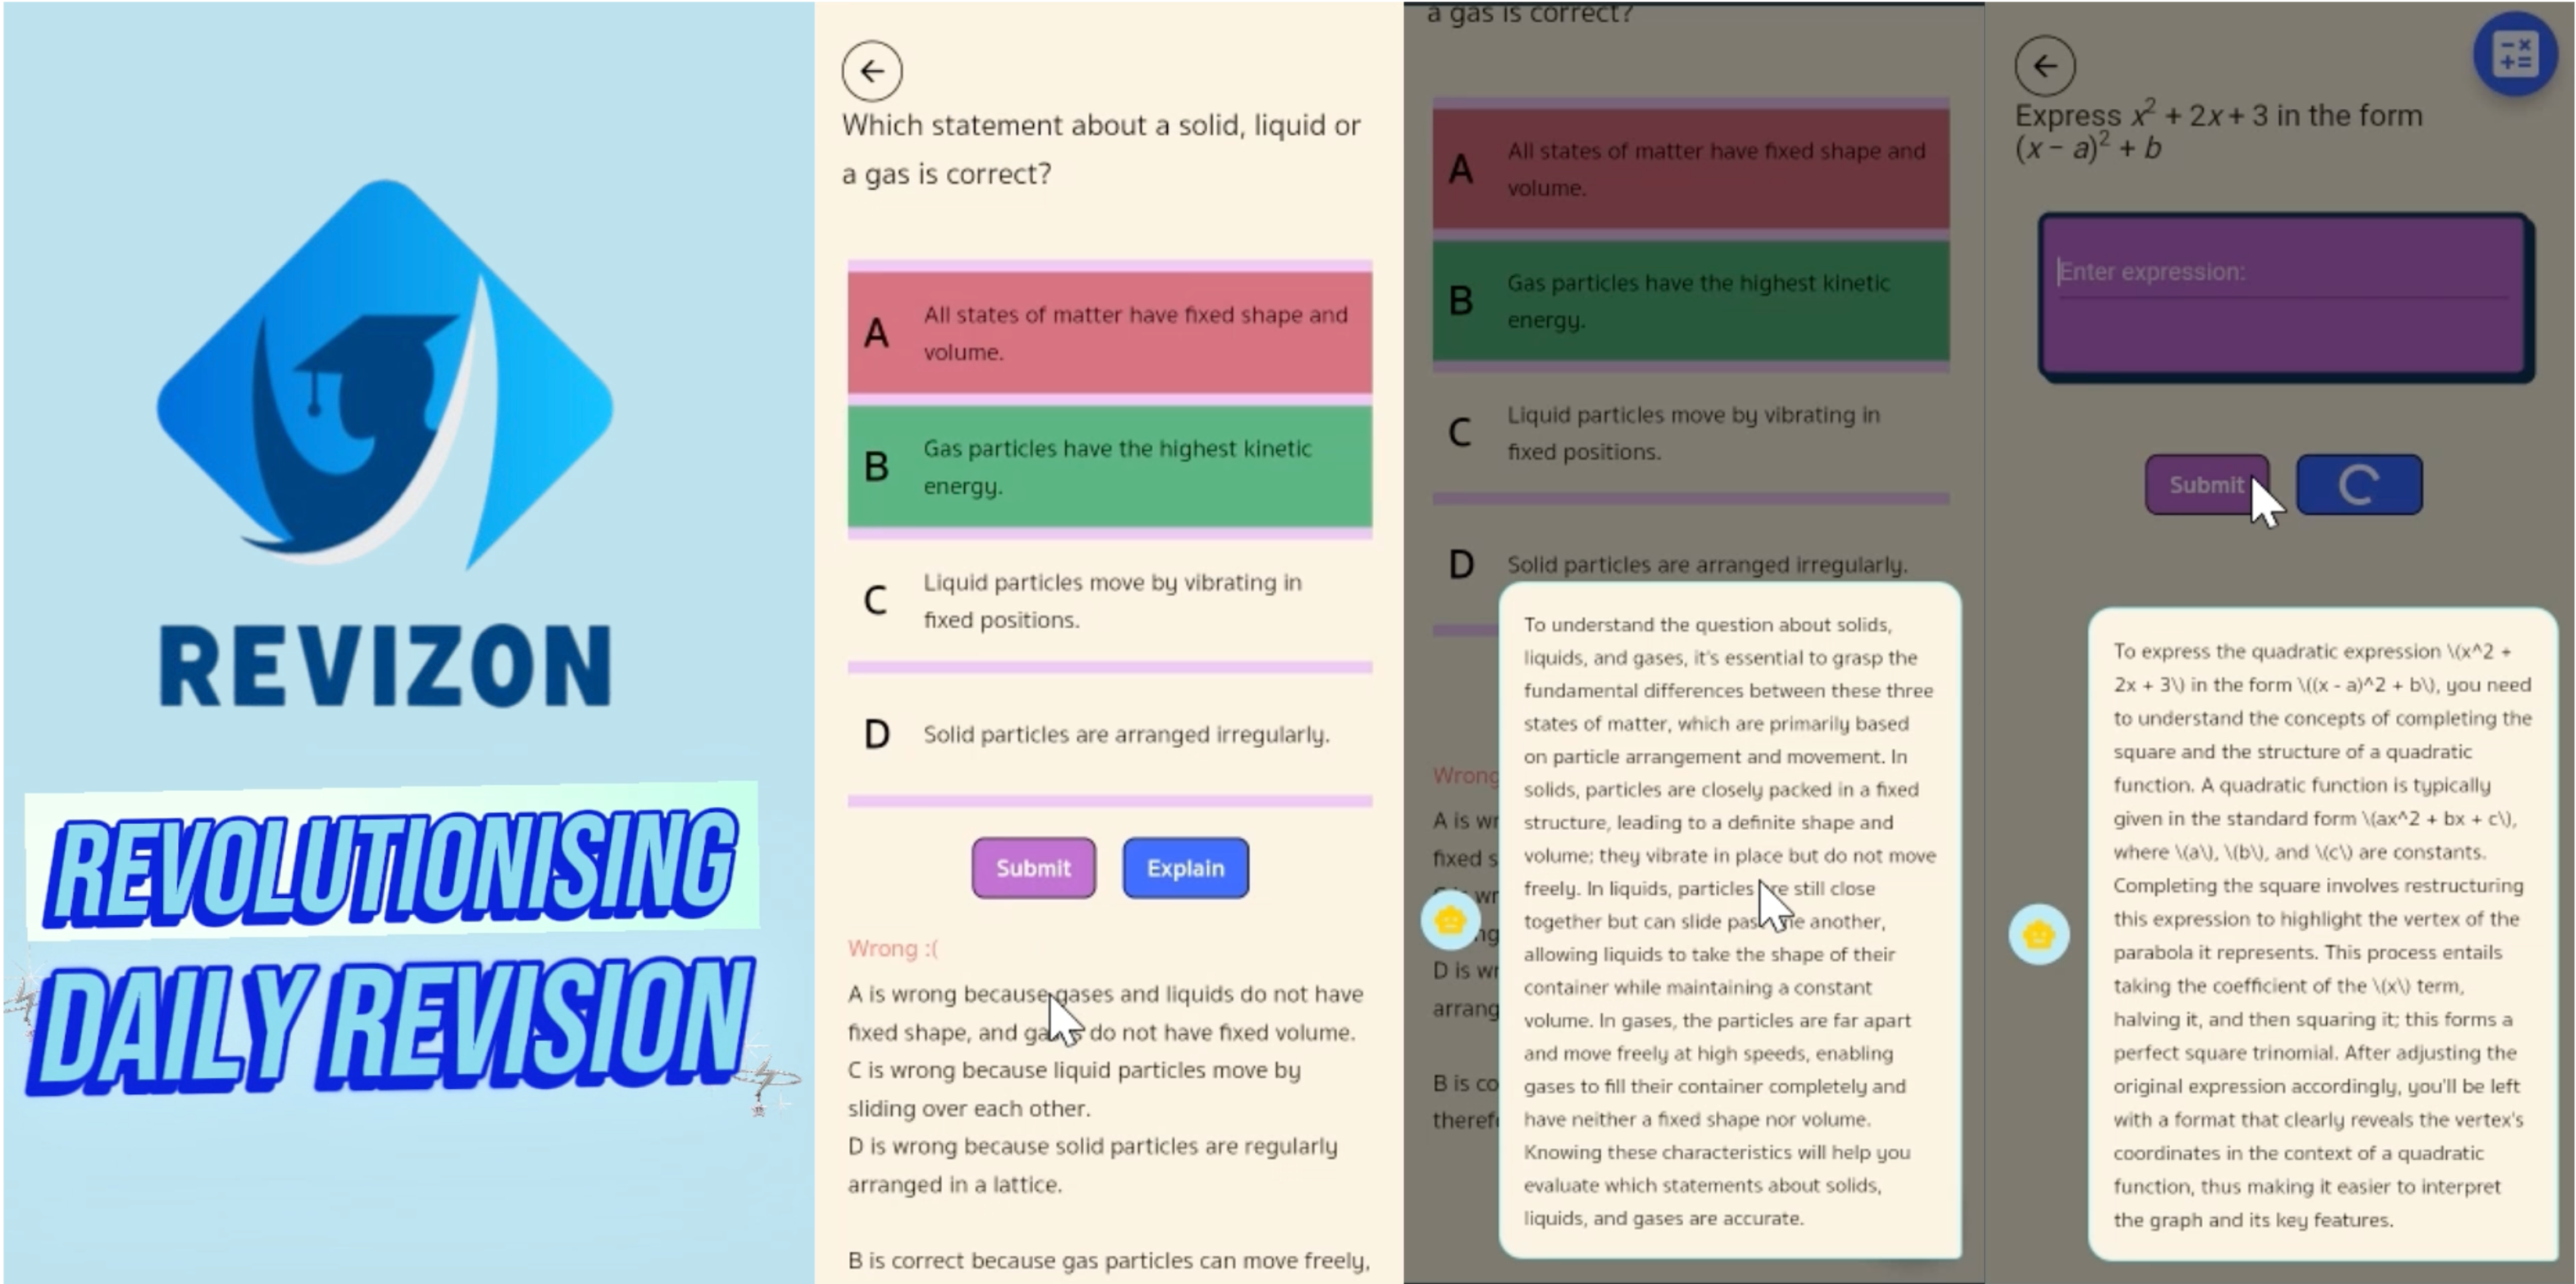 REVIZON
REVOLUTIONISING
DAILY REVISION
Which statement about a solid, liquid or
a gas is correct?
A
All states of matter have fixed shape and
volume.
B
Gas particles have the highest kinetic
energy.
C
Liquid particles move by vibrating in
fixed positions.
D
Solid particles are arranged irregularly.
Submit
Explain
Wrong :(
A is wrong because gases and liquids do not have
fixed shape, and do not have fixed volume.
C is wrong because liquid particles move by
sliding over each other.
D is wrong because solid particles are regularly
arranged in a lattice.
B is correct because gas particles can move freely,
a gas is correct?
A
All states of matter have fixed shape and
volume.
B
Gas particles have the highest kinetic
energy.
C
Liquid particles move by vibrating in
fixed positions.
D
Solid particles are arranged irregularly.
Wrong
A is wr
fixed s
wr
ng
D is wr
arrang
B is co
theref
To understand the question about solids,
liquids, and gases, it's essential to grasp the
fundamental differences between these three
states of matter, which are primarily based
on particle arrangement and movement. In
solids, particles are closely packed in a fixed
structure, leading to a definite shape and
volume; they vibrate in place but do not move
freely. In liquids, particles are still close
together but can slide another,
allowing liquids to take the shape of their
container while maintaining a constant
volume. In gases, the particles are far apart
and move freely at high speeds, enabling
gases to fill their container completely and
have neither a fixed shape nor volume.
Knowing these characteristics will help you
evaluate which statements about solids,
liquids, and gases are accurate.
Express x² + 2x + 3 in the form
(x − a)² + b
Enter expression:
Submit
To express the quadratic expression \(x^2 +
2x + 3\) in the form \((x - a)^2 + b\), you need
to understand the concepts of completing the
square and the structure of a quadratic
function. A quadratic function is typically
given in the standard form \(ax^2 + bx + c\),
where \(a\), \(b\), and \(c\) are constants.
Completing the square involves restructuring
this expression to highlight the vertex of the
parabola it represents. This process entails
taking the coefficient of the \(x\) term,
halving it, and then squaring it; this forms a
perfect square trinomial. After adjusting the
original expression accordingly, you'll be left
with a format that clearly reveals the vertex's
coordinates in the context of a quadratic
function, thus making it easier to interpret
the graph and its key features.